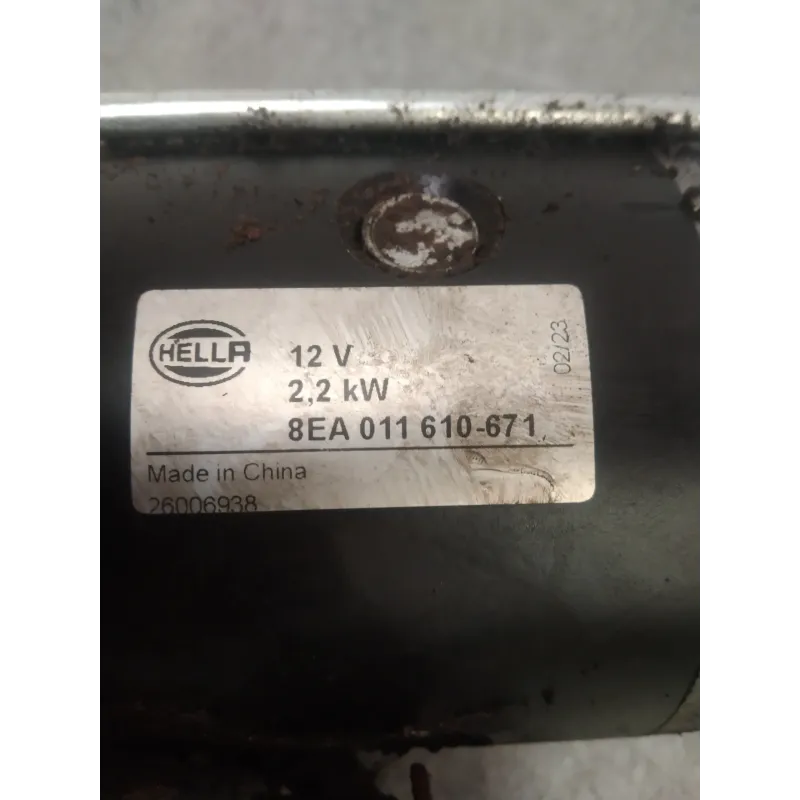 HELLA
12 V
2,2 kW
8EA 011 610-671
02/23
Made in China
26006938